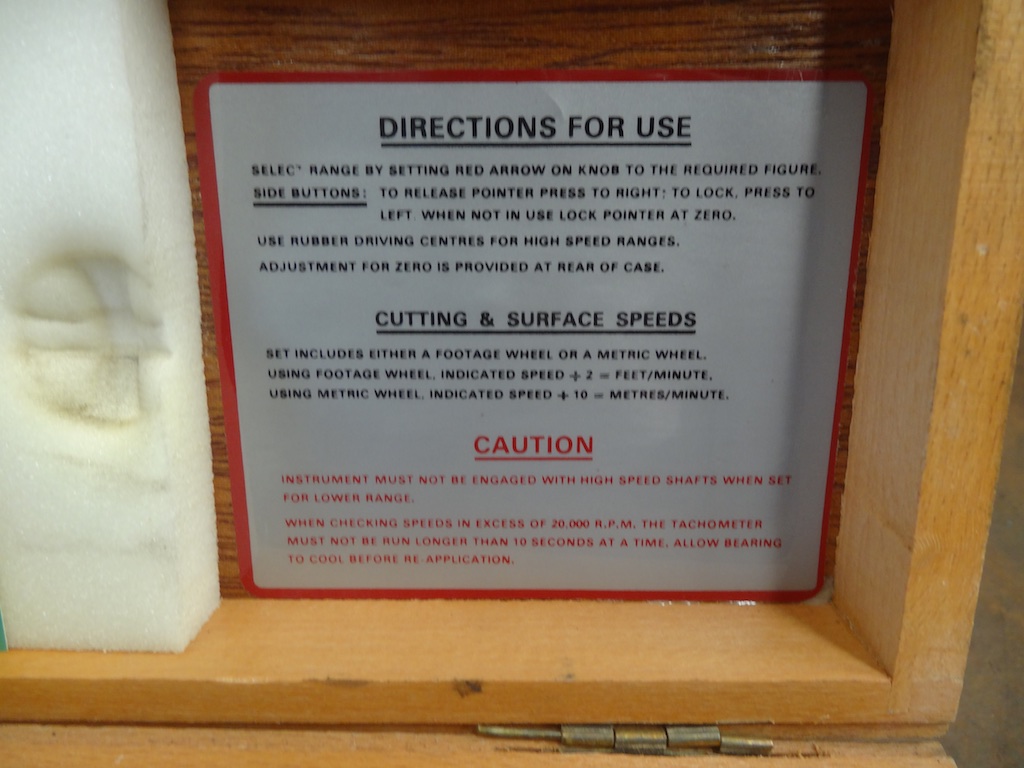 DIRECTIONS FOR USE
SELECT RANGE BY SETTING RED ARROW ON KNOB TO THE REQUIRED FIGURE.
SIDE BUTTONS: TO RELEASE POINTER PRESS TO RIGHT; TO LOCK, PRESS TO
LEFT. WHEN NOT IN USE LOCK POINTER AT ZERO.
USE RUBBER DRIVING CENTRES FOR HIGH SPEED RANGES.
ADJUSTMENT FOR ZERO IS PROVIDED AT REAR OF CASE.
CUTTING & SURFACE SPEEDS
SET INCLUDES EITHER A FOOTAGE WHEEL OR A METRIC WHEEL.
USING FOOTAGE WHEEL. INDICATED SPEED ÷ 2 = FEET/MINUTE.
USING METRIC WHEEL. INDICATED SPEED ÷ 10 = METRES/MINUTE.
CAUTION
INSTRUMENT MUST NOT BE ENGAGED WITH HIGH SPEED SHAFTS WHEN SET
FOR LOWER RANGE.
WHEN CHECKING SPEEDS IN EXCESS OF 20,000 R.P.M. THE TACHOMETER
MUST NOT BE RUN LONGER THAN 10 SECONDS AT A TIME. ALLOW BEARING
TO COOL BEFORE RE-APPLICATION.